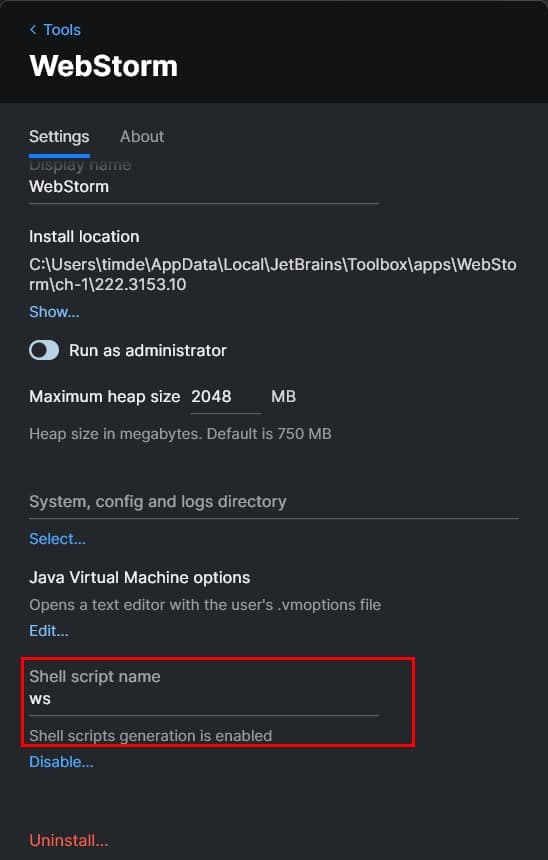 ‹ Tools
WebStorm
Settings About
Display name
WebStorm
Install location
C:\Users\timde\AppData\Local\JetBrains\Toolbox\apps\WebSto
rm\ch-1\222.3153.10
Show...
Run as administrator
Maximum heap size 2048 MB
Heap size in megabytes. Default is 750 MB
System, config and logs directory
Select...
Java Virtual Machine options
Opens a text editor with the user's .vmoptions file
Edit...
Shell script name
ws
Shell scripts generation is enabled
Disable...
Uninstall...